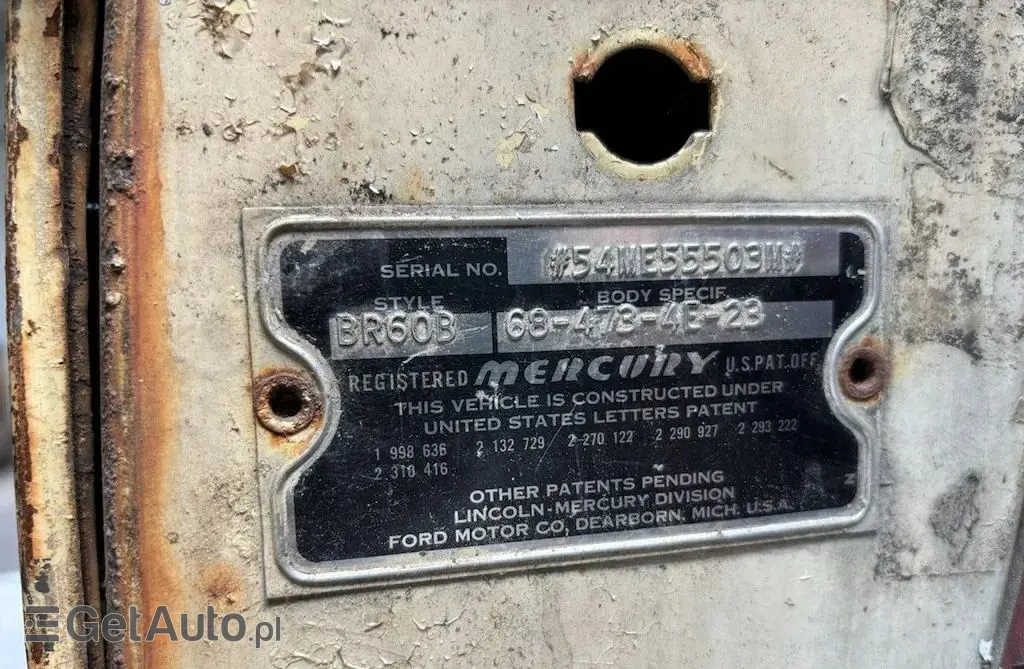 SERIAL NO. #54ME55503M#
STYLE BODY SPECIF.
BR60B 68-473-4E-23
REGISTERED MERCURY U.S.PAT.OFF
THIS VEHICLE IS CONSTRUCTED UNDER
UNITED STATES LETTERS PATENT
1 998 636 2 132 729 2 270 122 2 290 927 2 293 222
2 310 416
OTHER PATENTS PENDING
LINCOLN-MERCURY DIVISION
FORD MOTOR CO, DEARBORN, MICH. U.S.A.
GetAuto.pl